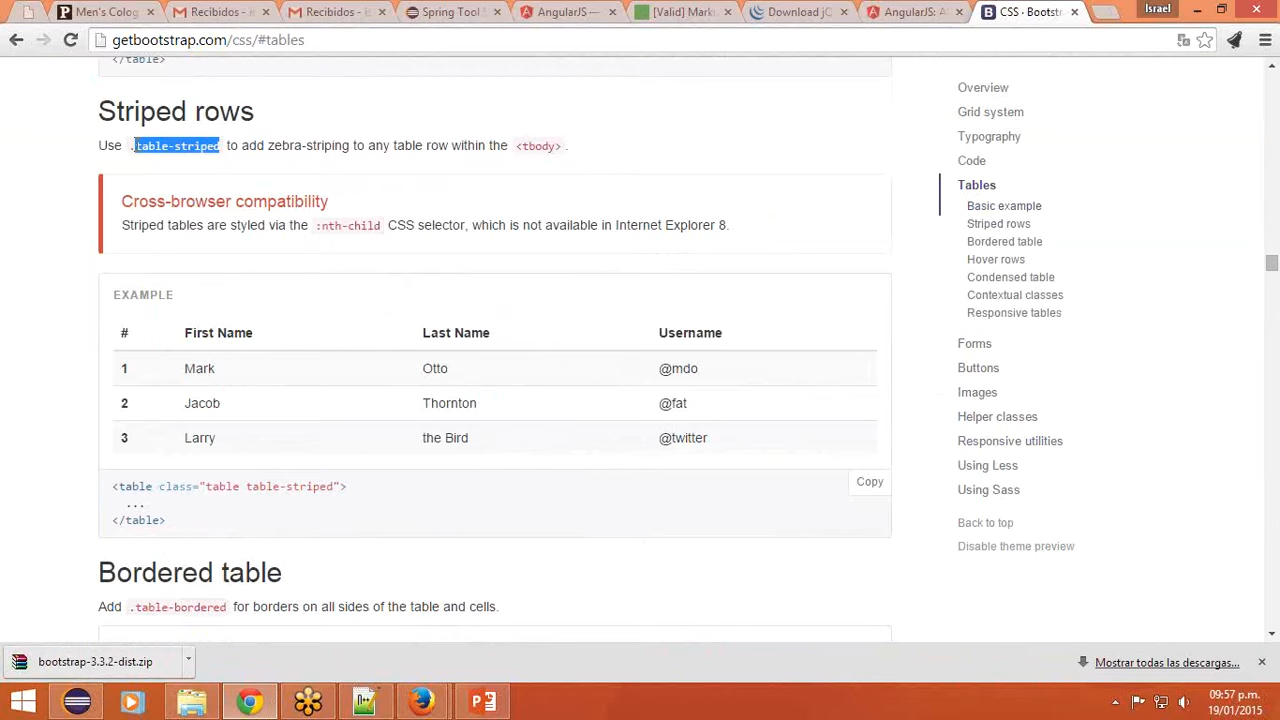 Men's Colog
Recibidos - i
Recibidos - i
Spring Tool
AngularJS —
[Valid] Mark
Download jQ
AngularJS: A
CSS · Bootst
Israel
getbootstrap.com/css/#tables
</table>
Striped rows
Use .table-striped to add zebra-striping to any table row within the <tbody>.
Cross-browser compatibility
Striped tables are styled via the :nth-child CSS selector, which is not available in Internet Explorer 8.
EXAMPLE
# First Name Last Name Username
1 Mark Otto @mdo
2 Jacob Thornton @fat
3 Larry the Bird @twitter
Copy
<table class="table table-striped">
...
</table>
Bordered table
Add .table-bordered for borders on all sides of the table and cells.
Overview
Grid system
Typography
Code
Tables
Basic example
Striped rows
Bordered table
Hover rows
Condensed table
Contextual classes
Responsive tables
Forms
Buttons
Images
Helper classes
Responsive utilities
Using Less
Using Sass
Back to top
Disable theme preview
bootstrap-3.3.2-dist.zip
Mostrar todas las descargas...
09:57 p.m.
19/01/2015